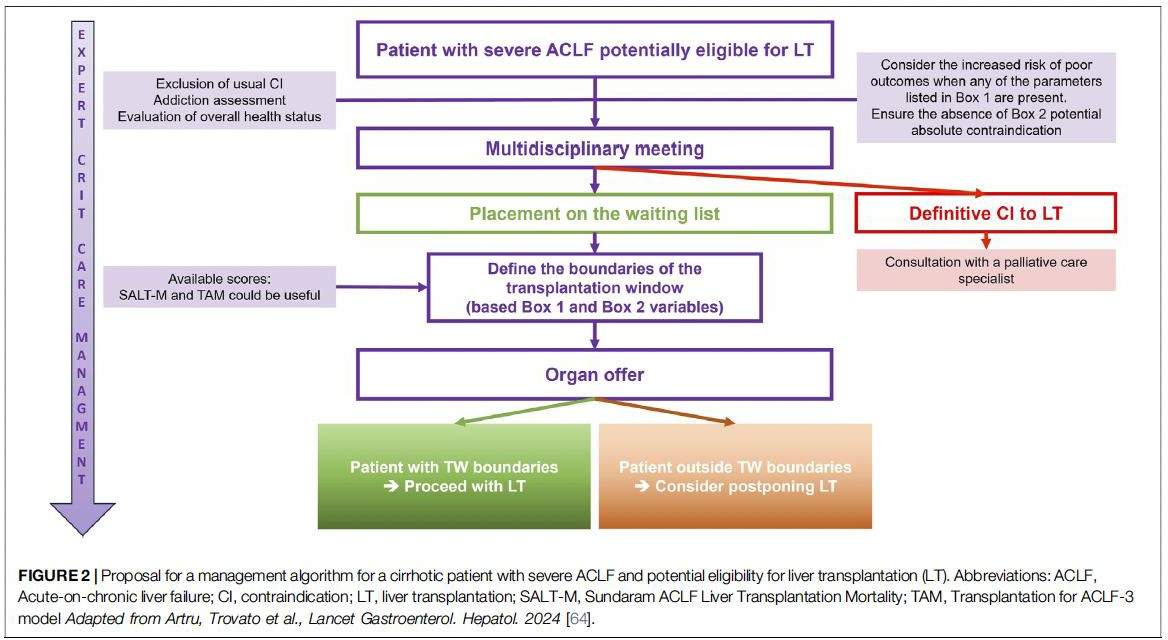 EXPERT CRIT CARE MANAGMENT
Patient with severe ACLF potentially eligible for LT
Exclusion of usual CI
Addiction assessment
Evaluation of overall health status
Consider the increased risk of poor
outcomes when any of the parameters
listed in Box 1 are present.
Ensure the absence of Box 2 potential
absolute contraindication
Multidisciplinary meeting
Placement on the waiting list
Definitive CI to LT
Consultation with a palliative care
specialist
Available scores:
SALT-M and TAM could be useful
Define the boundaries of the
transplantation window
(based Box 1 and Box 2 variables)
Organ offer
Patient with TW boundaries
➔ Proceed with LT
Patient outside TW boundaries
➔ Consider postponing LT
FIGURE 2 | Proposal for a management algorithm for a cirrhotic patient with severe ACLF and potential eligibility for liver transplantation (LT). Abbreviations: ACLF,
Acute-on-chronic liver failure; CI, contraindication; LT, liver transplantation; SALT-M, Sundaram ACLF Liver Transplantation Mortality; TAM, Transplantation for ACLF-3
model Adapted from Artru, Trovato et al., Lancet Gastroenterol. Hepatol. 2024 [64].